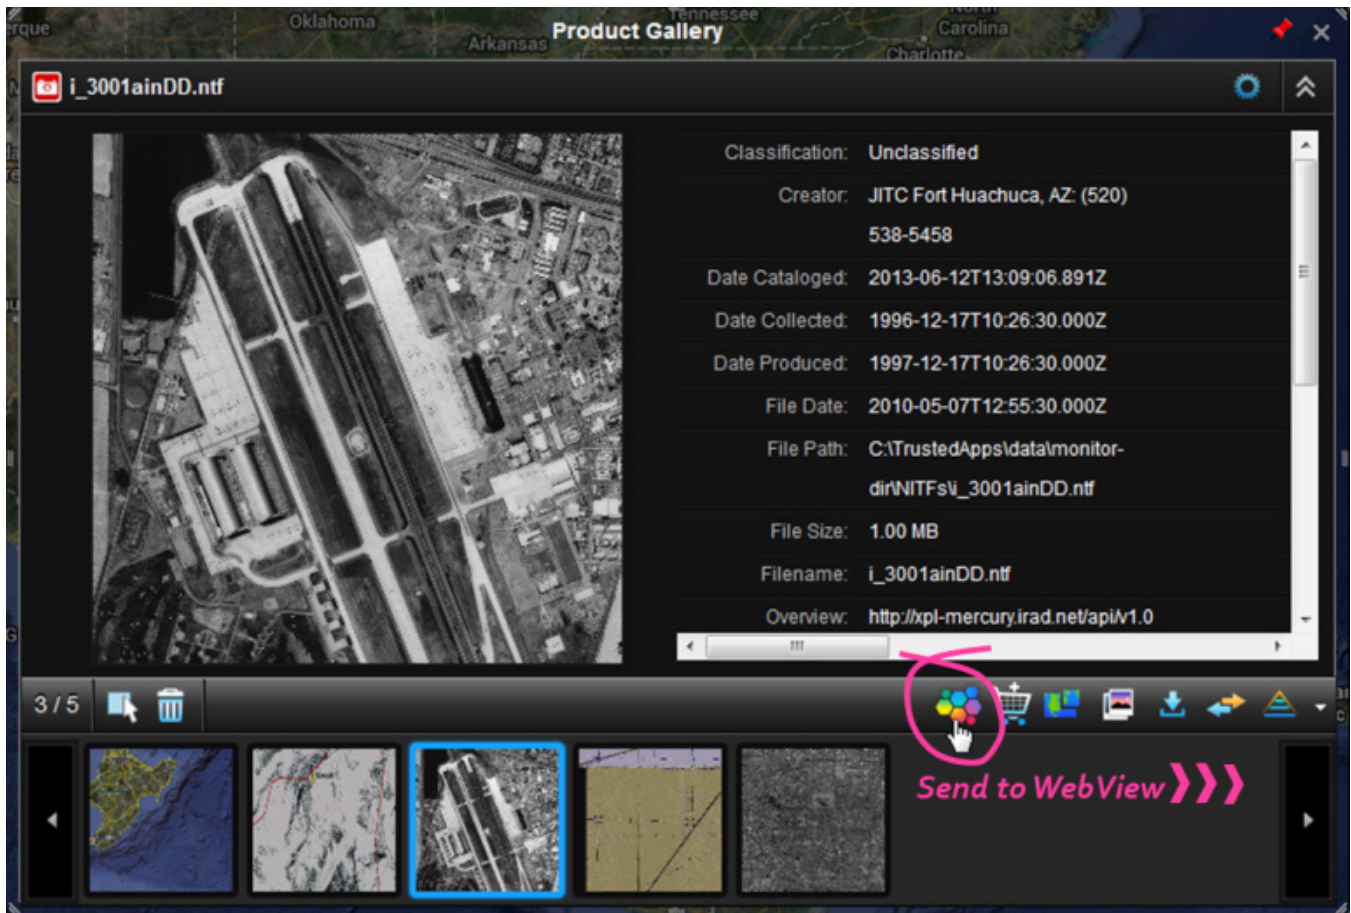 erque
Oklahoma
Tennessee
North
Arkansas
Product Gallery
Carolina
Charlotte
i_3001ainDD.ntf
Classification: Unclassified
Creator: JITC Fort Huachuca, AZ: (520)
538-5458
Date Cataloged: 2013-06-12T13:09:06.891Z
Date Collected: 1996-12-17T10:26:30.000Z
Date Produced: 1997-12-17T10:26:30.000Z
File Date: 2010-05-07T12:55:30.000Z
File Path: C:\TrustedApps\data\monitor-
dir\NITFs\i_3001ainDD.ntf
File Size: 1.00 MB
Filename: i_3001ainDD.ntf
Overview: http://xpl-mercury.irad.net/api/v1.0
3 / 5
Send to WebView